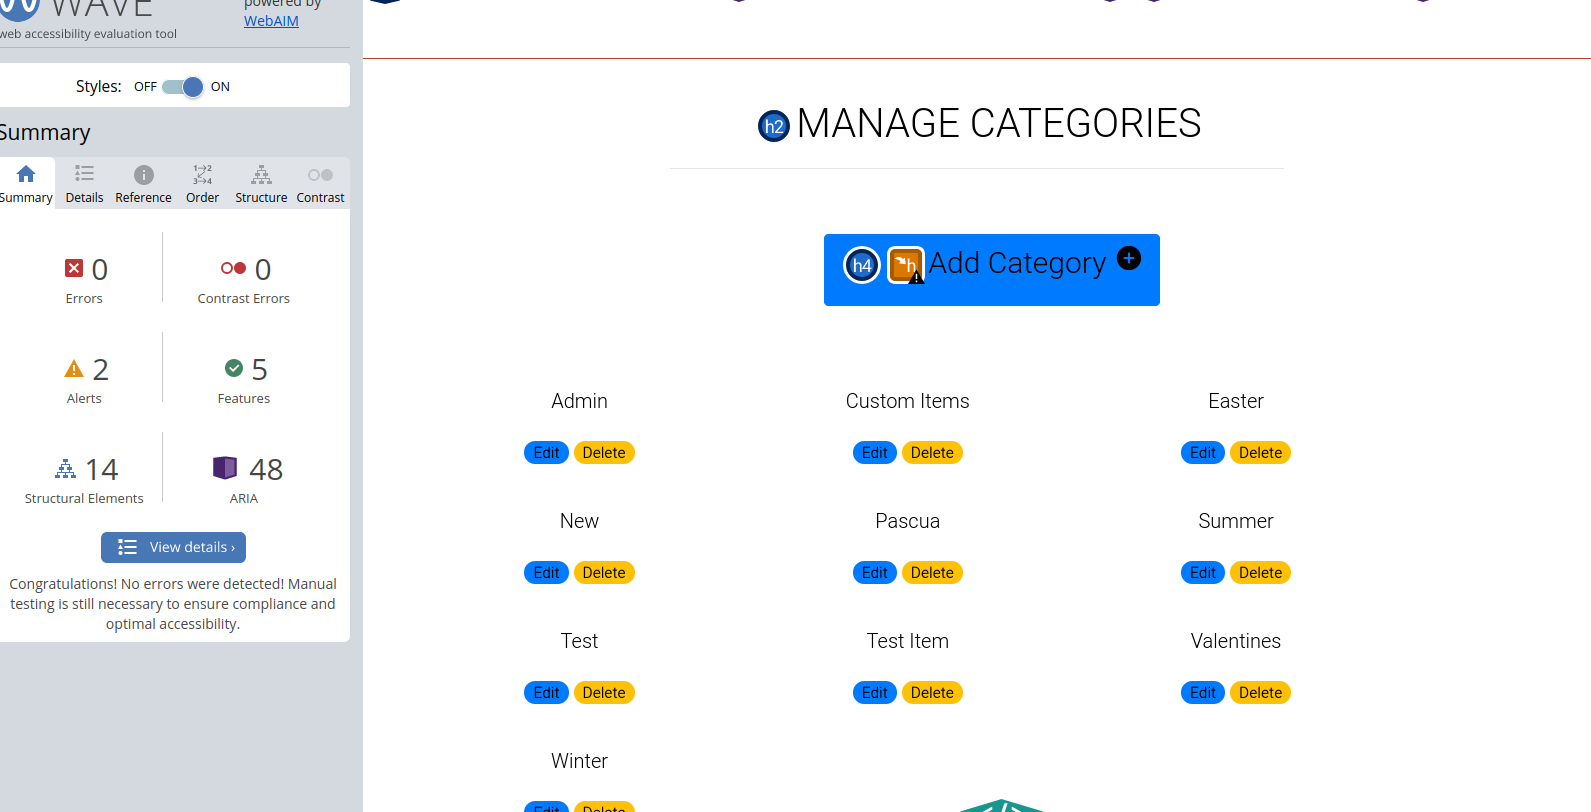 WAVE
powered by
WebAIM
web accessibility evaluation tool
Styles: OFF ON
Summary
Summary Details Reference Order Structure Contrast
0 0
Errors Contrast Errors
2 5
Alerts Features
14 48
Structural Elements ARIA
View details ›
Congratulations! No errors were detected! Manual
testing is still necessary to ensure compliance and
optimal accessibility.
h2 MANAGE CATEGORIES
h4 h Add Category
Admin Custom Items Easter
Edit Delete Edit Delete Edit Delete
New Pascua Summer
Edit Delete Edit Delete Edit Delete
Test Test Item Valentines
Edit Delete Edit Delete Edit Delete
Winter
Edit Delete